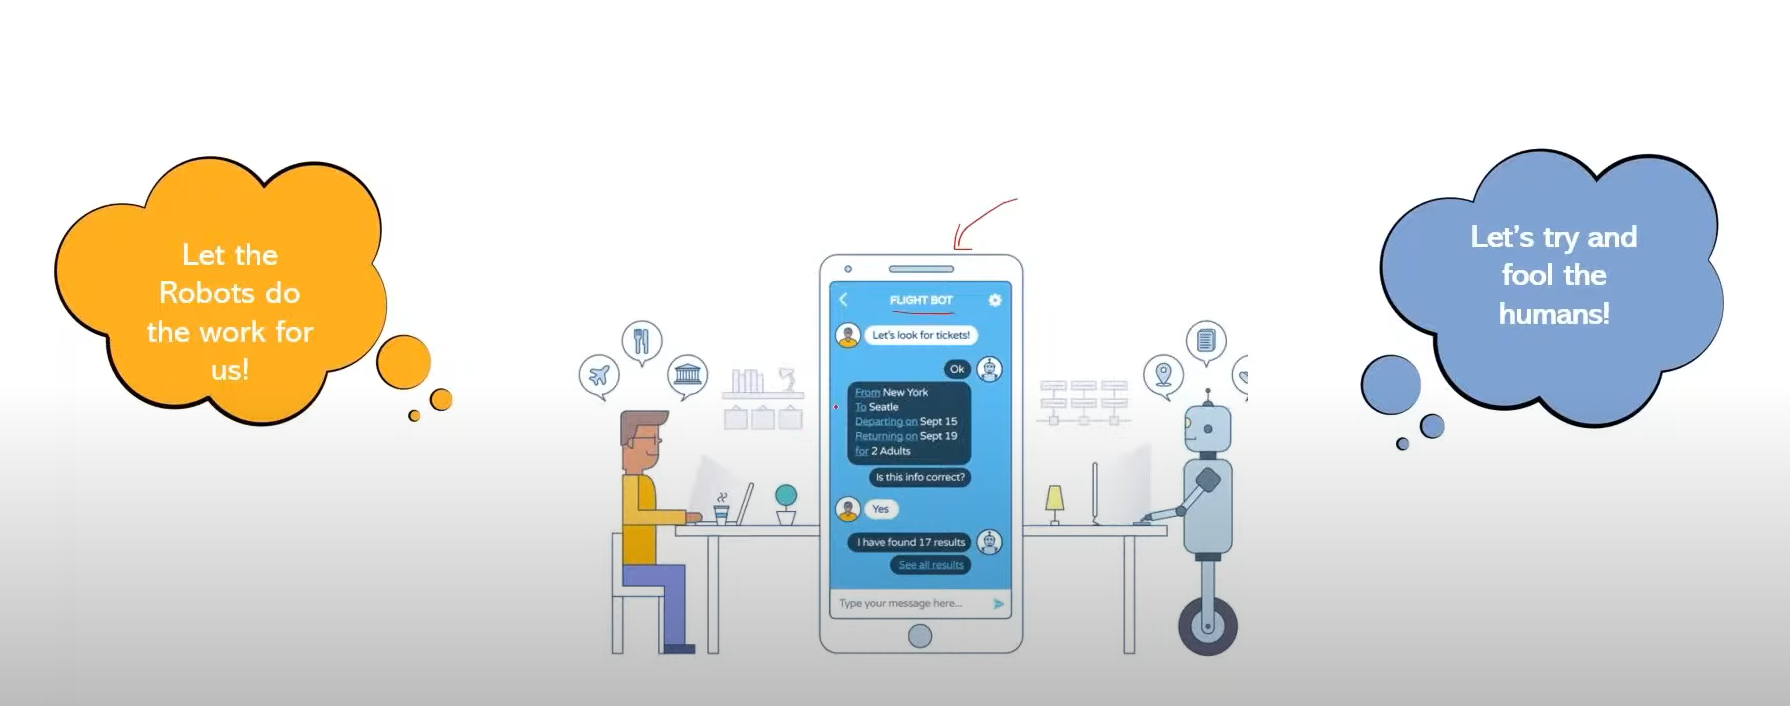 Let the
Robots do
the work for
us!
FLIGHT BOT
Let's look for tickets!
Ok
From New York
To Seatle
Departing on Sept 15
Returning on Sept 19
for 2 Adults
Is this info correct?
Yes
I have found 17 results
See all results
Type your message here...
Let's try and
fool the
humans!